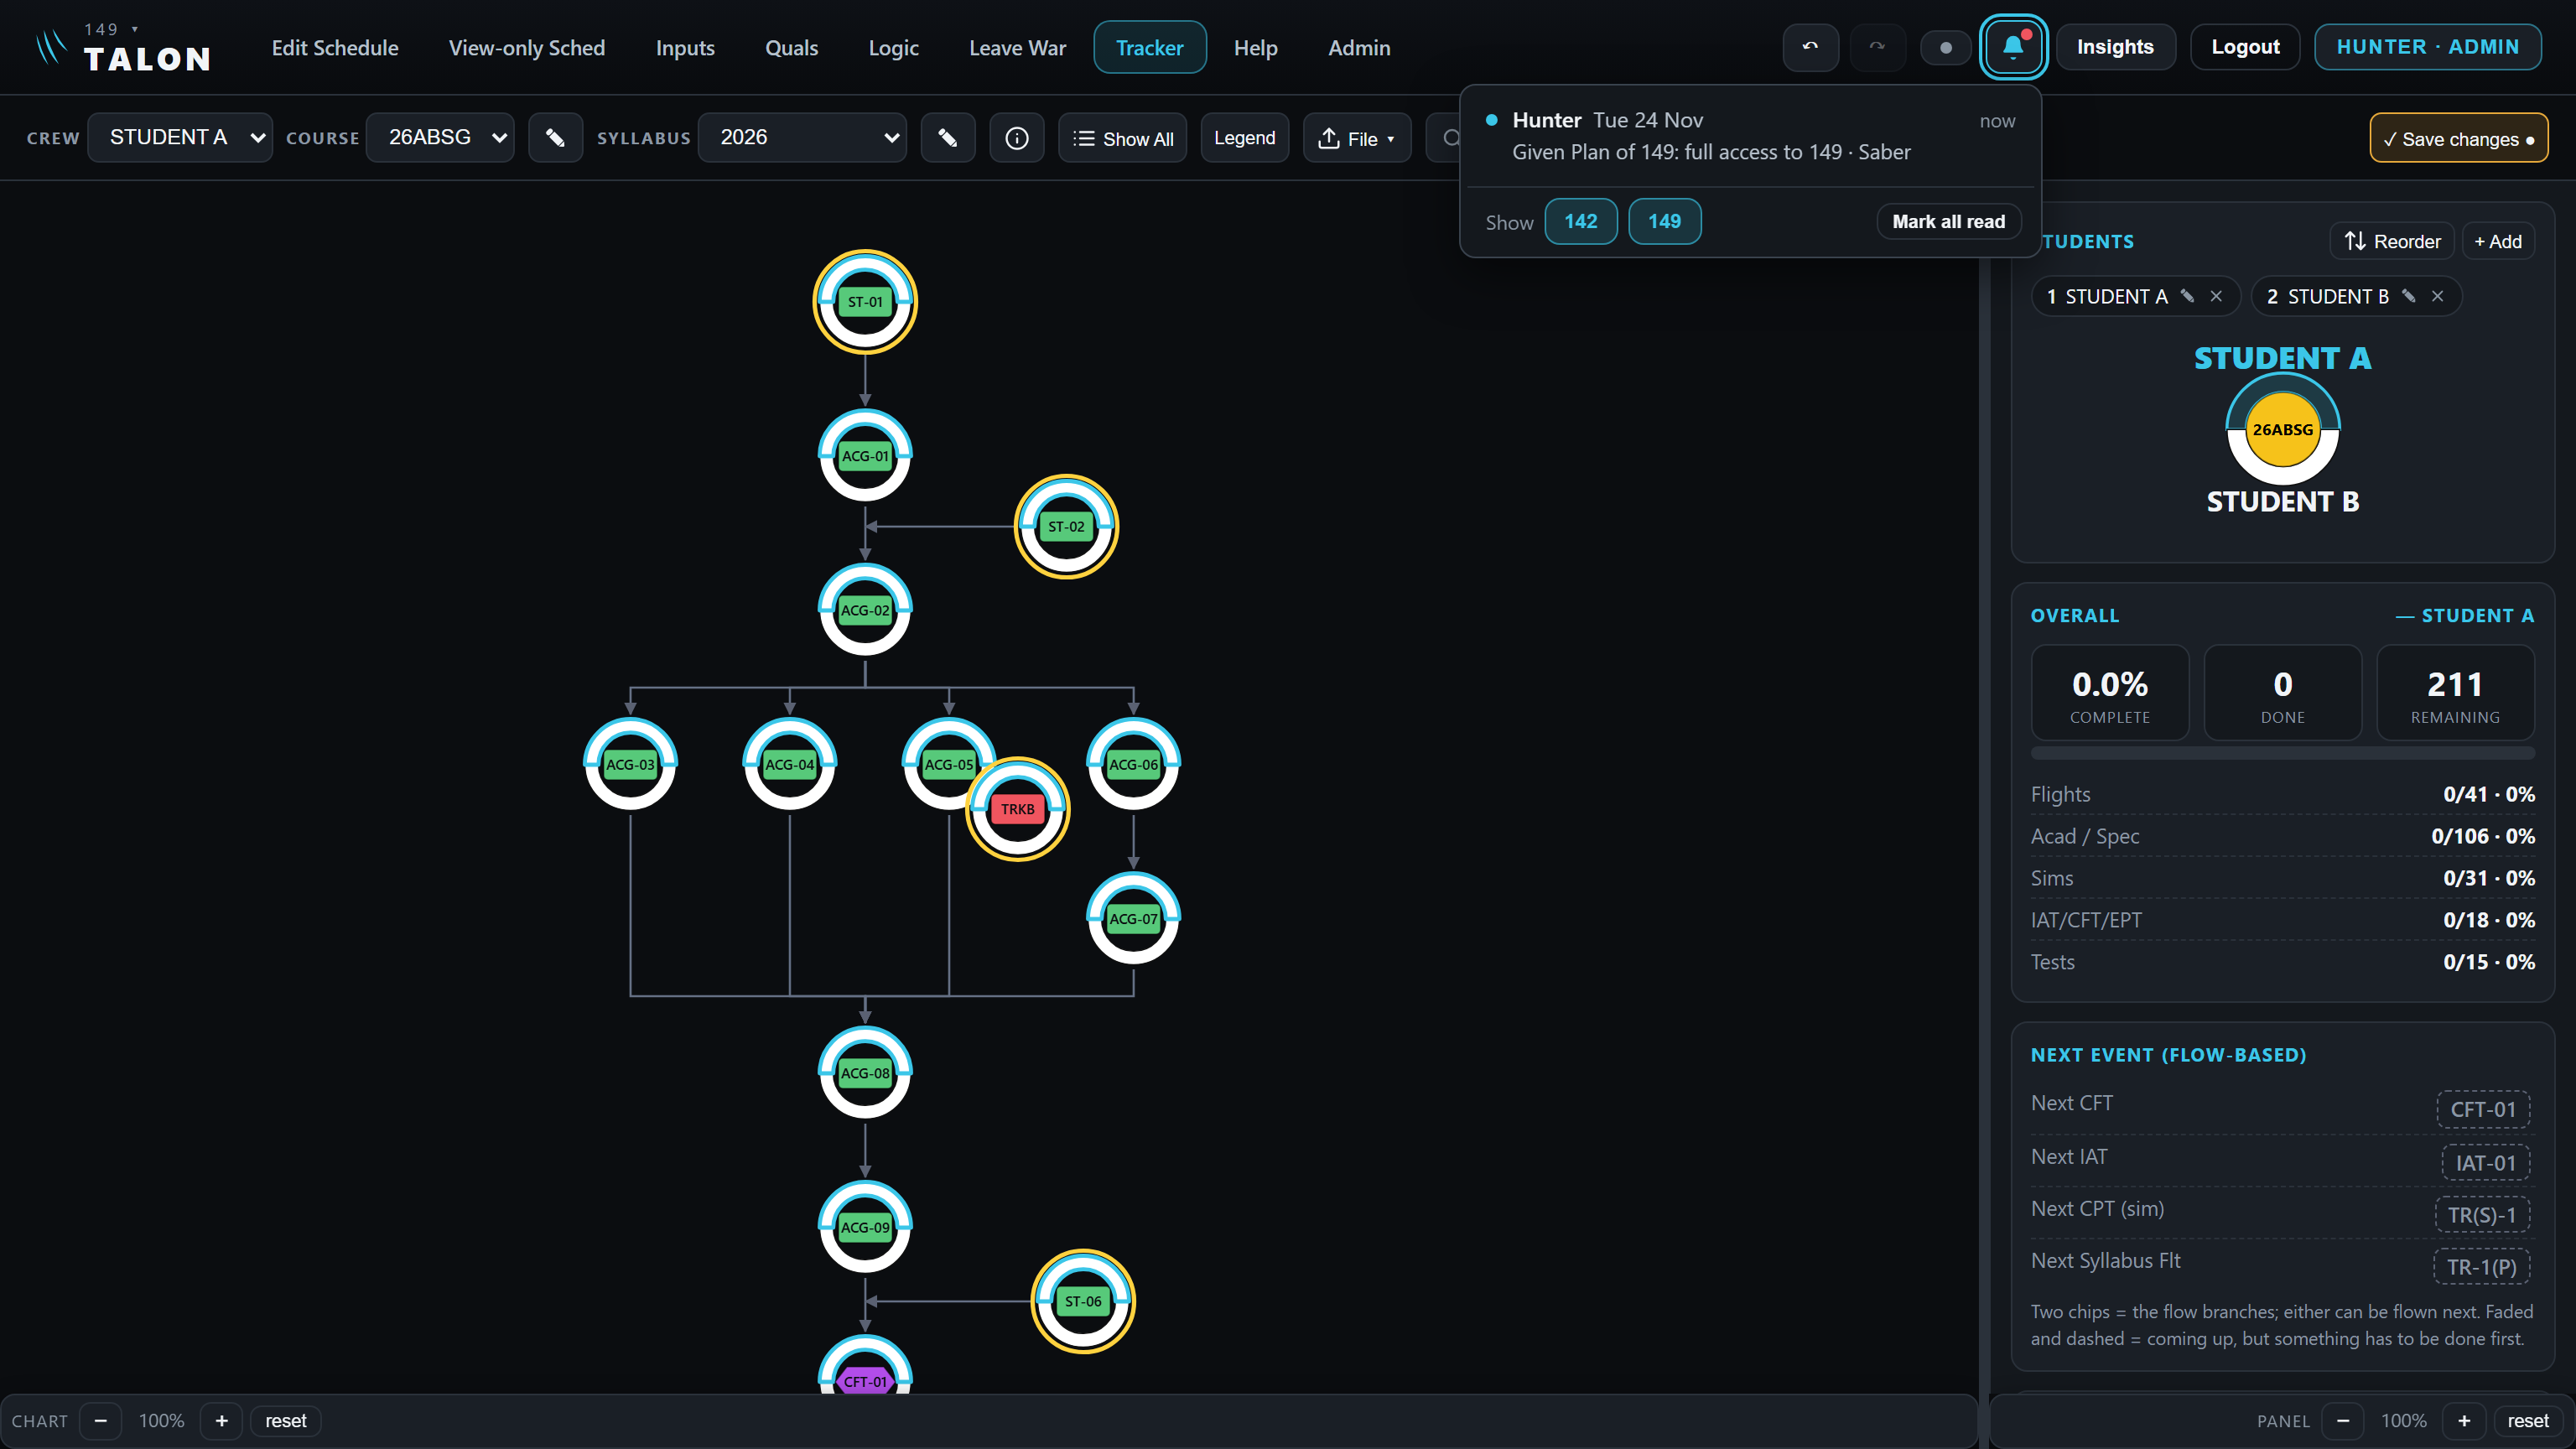 149 ▾
TALON
Edit Schedule
View-only Sched
Inputs
Quals
Logic
Leave War
Tracker
Help
Admin
Insights
Logout
HUNTER · ADMIN
CREW
STUDENT A
COURSE
26ABSG
SYLLABUS
2026
Show All
Legend
File ▾
✓ Save changes ●
Hunter Tue 24 Nov
now
Given Plan of 149: full access to 149 · Saber
Show
142
149
Mark all read
TUDENTS
Reorder
+ Add
1 STUDENT A
2 STUDENT B
STUDENT A
26ABSG
STUDENT B
OVERALL
— STUDENT A
0.0%
COMPLETE
0
DONE
211
REMAINING
Flights
0/41 · 0%
Acad / Spec
0/106 · 0%
Sims
0/31 · 0%
IAT/CFT/EPT
0/18 · 0%
Tests
0/15 · 0%
NEXT EVENT (FLOW-BASED)
Next CFT
CFT-01
Next IAT
IAT-01
Next CPT (sim)
TR(S)-1
Next Syllabus Flt
TR-1(P)
Two chips = the flow branches; either can be flown next. Faded
and dashed = coming up, but something has to be done first.
ST-01
ACG-01
ST-02
ACG-02
ACG-03
ACG-04
ACG-05
ACG-06
TRKB
ACG-07
ACG-08
ACG-09
ST-06
CFT-01
CHART
−
100%
+
reset
PANEL
−
100%
+
reset